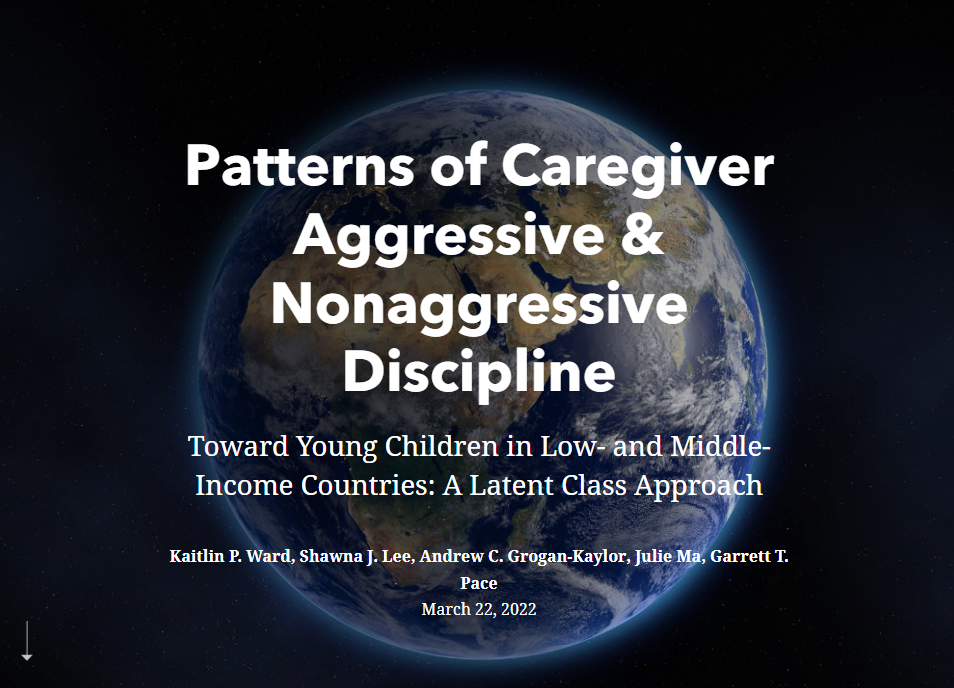 Patterns of Caregiver
Aggressive &
Nonaggressive
Discipline
Toward Young Children in Low- and Middle-
Income Countries: A Latent Class Approach
Kaitlin P. Ward, Shawna J. Lee, Andrew C. Grogan-Kaylor, Julie Ma, Garrett T.
Pace
March 22, 2022